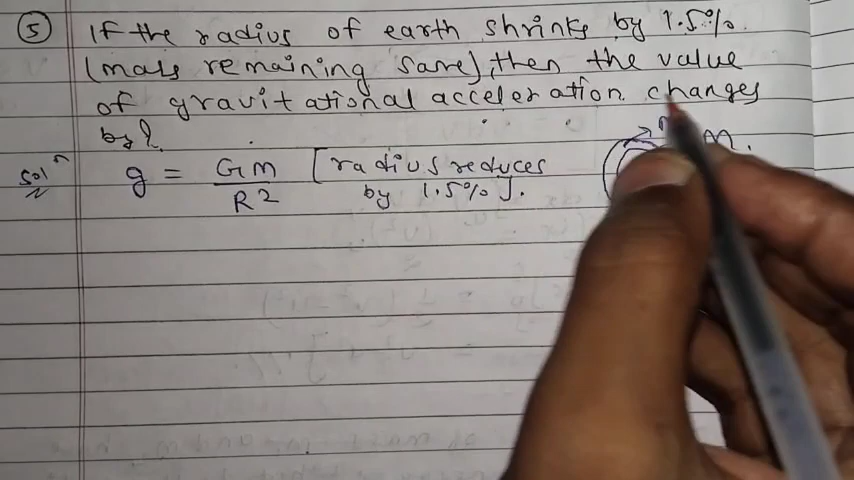 5 If the radius of earth shrinks by 1.5%.
(mass remaining same), then the value
of gravitational acceleration changes
by?
Solⁿ g = GM/R² [radius reduces
by 1.5%].
M.